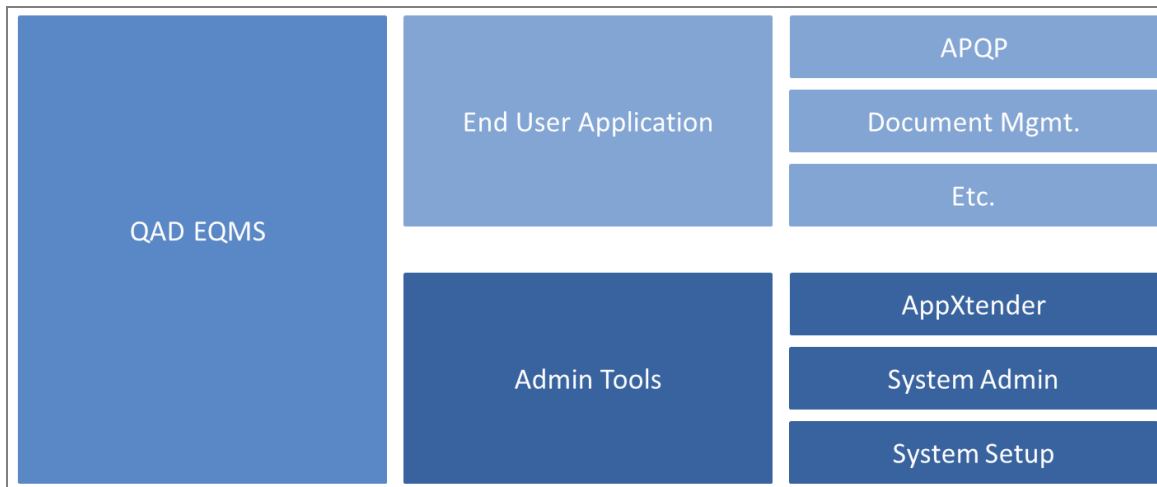 QAD EQMS
End User Application
APQP
Document Mgmt.
Etc.
Admin Tools
AppXtender
System Admin
System Setup